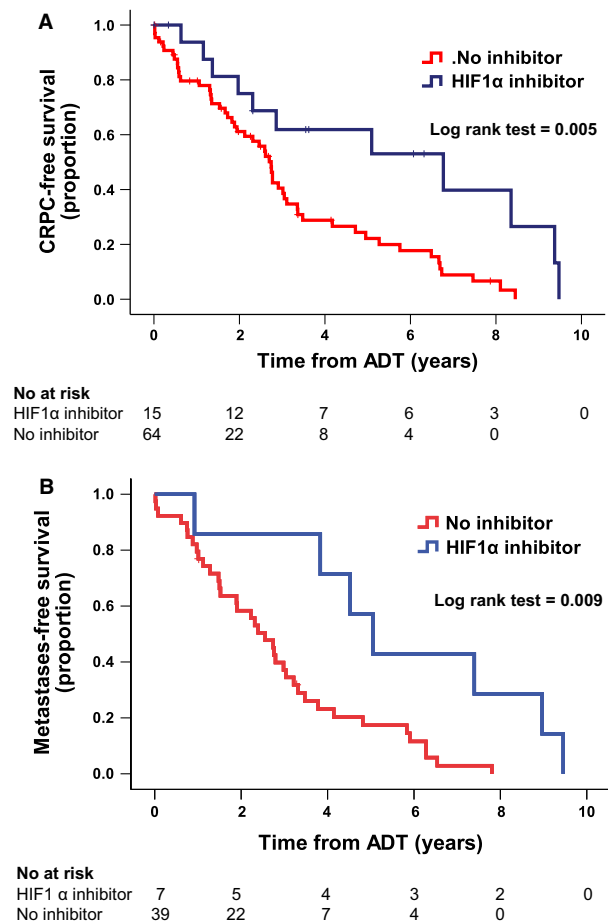 A
CRPC-free survival
(proportion)
1.0
0.8
0.6
0.4
0.2
0.0
.No inhibitor
HIF1α inhibitor
Log rank test = 0.005
0 2 4 6 8 10
Time from ADT (years)
No at risk
HIF1α inhibitor 15 12 7 6 3 0
No inhibitor 64 22 8 4 0
B
Metastases-free survival
(proportion)
1.0
0.8
0.6
0.4
0.2
0.0
No inhibitor
HIF1α inhibitor
Log rank test = 0.009
0 2 4 6 8 10
Time from ADT (years)
No at risk
HIF1 α inhibitor 7 5 4 3 2 0
No inhibitor 39 22 7 4 0